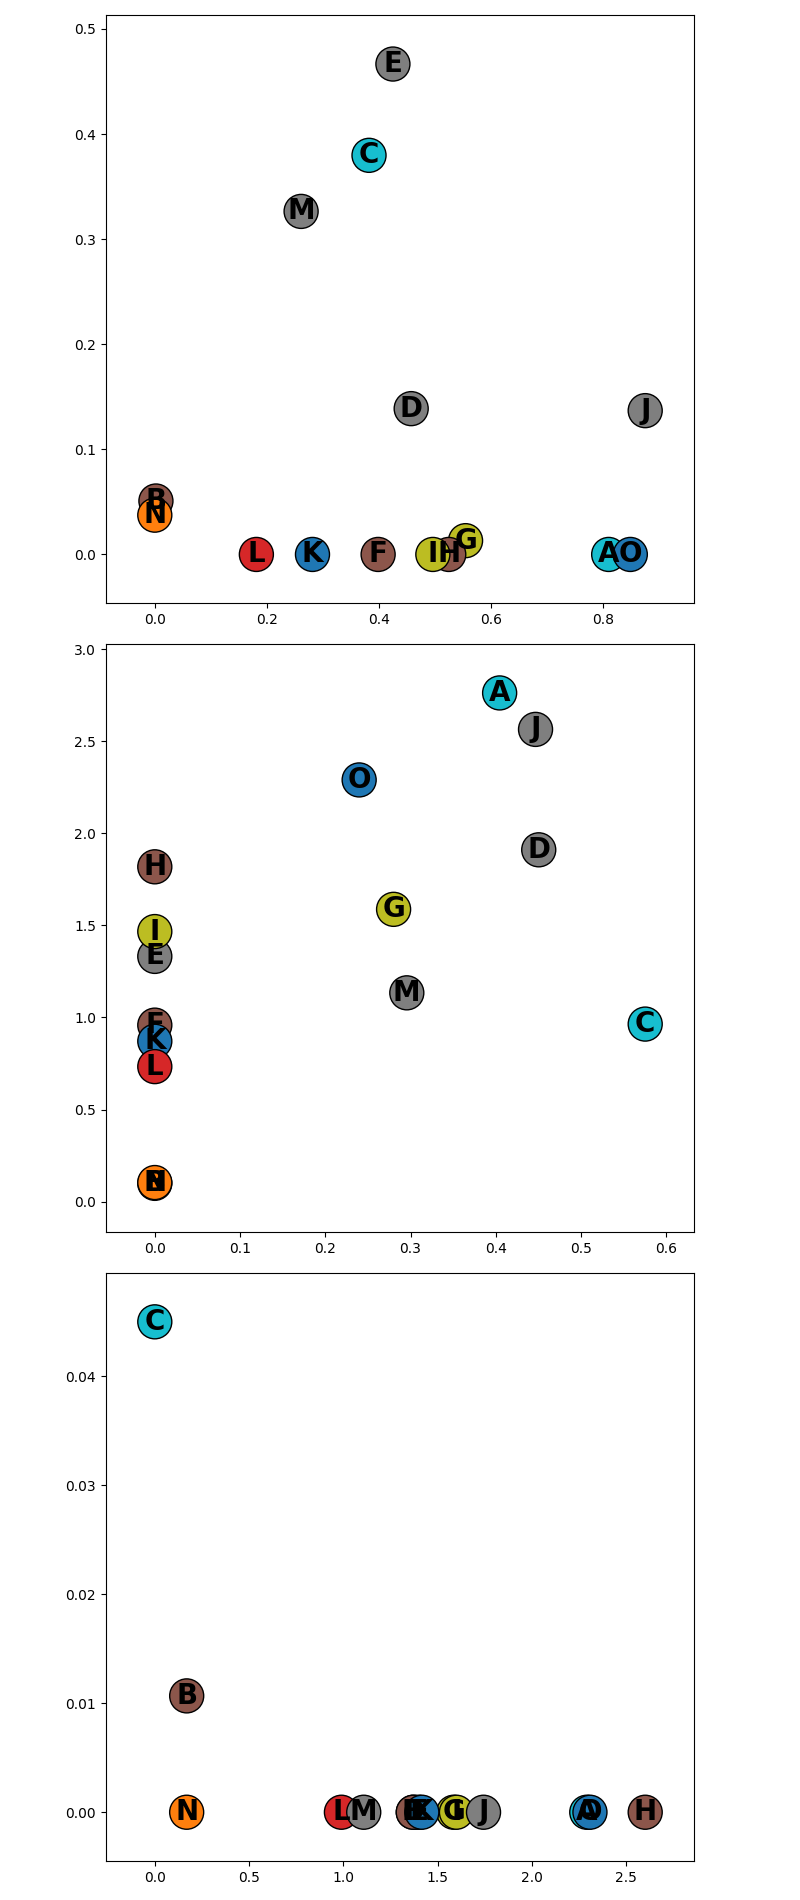 0.5
E
C
0.4
M
0.3
0.2
D
J
0.1
B
N
G
0.0
L K F I H A O
0.0 0.2 0.4 0.6 0.8
3.0
A
J
2.5
O
2.0
D
H
G
1.5
I
E
M
1.0
F
C
K
L
0.5
N
0.0
0.0 0.1 0.2 0.3 0.4 0.5 0.6
C
0.04
0.03
0.02
B
0.01
0.00
N L M K G I J A O H
0.0 0.5 1.0 1.5 2.0 2.5